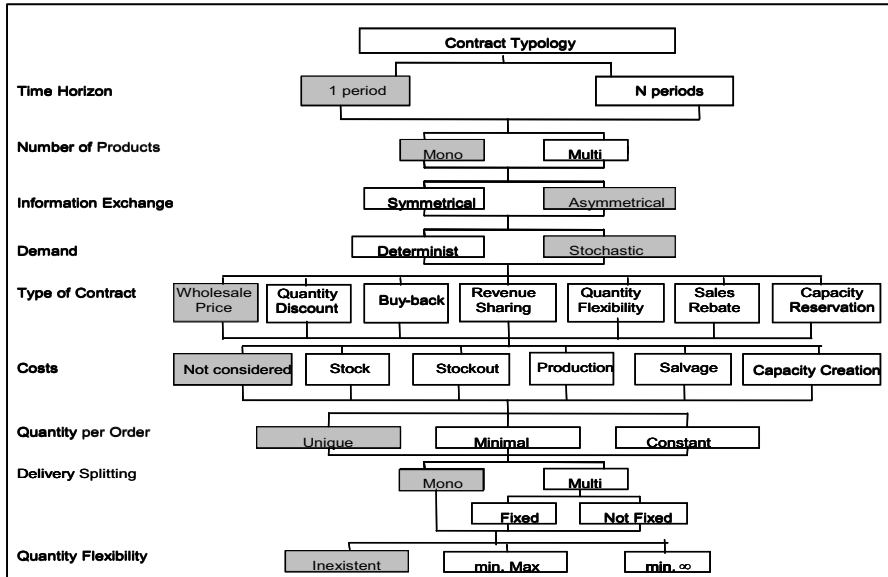 Contract Typology
Time Horizon
1 period
N periods
Number of Products
Mono
Multi
Information Exchange
Symmetrical
Asymmetrical
Demand
Determinist
Stochastic
Type of Contract
Wholesale
Price
Quantity
Discount
Buy-back
Revenue
Sharing
Quantity
Flexibility
Sales
Rebate
Capacity
Reservation
Costs
Not considered
Stock
Stockout
Production
Salvage
Capacity Creation
Quantity per Order
Unique
Minimal
Constant
Delivery Splitting
Mono
Multi
Fixed
Not Fixed
Quantity Flexibility
Inexistent
min. Max
min. ∞